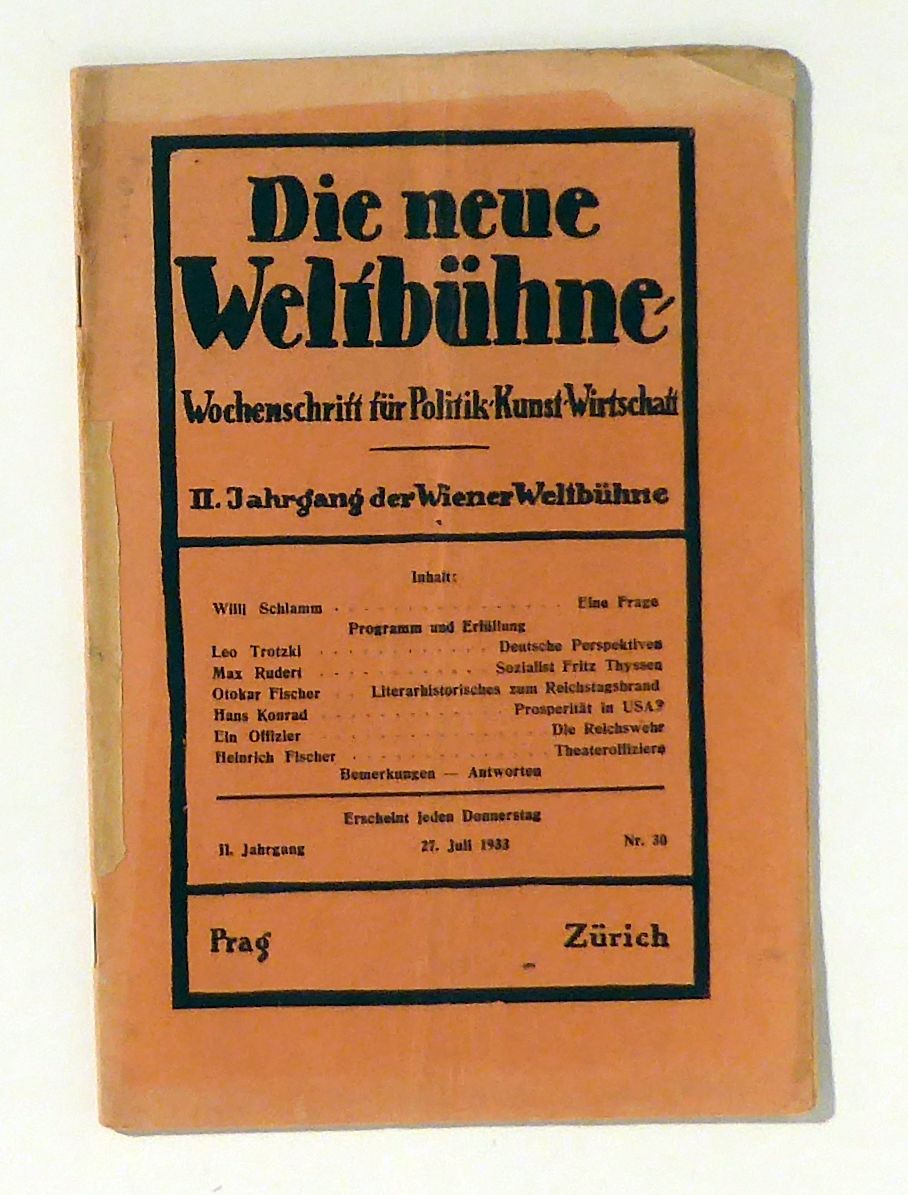 Die neue
Weltbühne
Wochenschrift für Politik·Kunst·Wirtschaft
II. Jahrgang der Wiener Weltbühne
Inhalt:
Willi Schlamm . . . . . . . . . . . . . . . . Eine Frage
Programm und Erfüllung
Leo Trotzki . . . . . . . . . . . . Deutsche Perspektiven
Max Rudert . . . . . . . . . . . . Sozialist Fritz Thyssen
Otokar Fischer . . Literarhistorisches zum Reichstagsbrand
Hans Konrad . . . . . . . . . . . . . Prosperität in USA?
Ein Offizier . . . . . . . . . . . . . . . . Die Reichswehr
Heinrich Fischer . . . . . . . . . . . . . . Theateroffiziere
Bemerkungen — Antworten
Erscheint jeden Donnerstag
II. Jahrgang 27. Juli 1933 Nr. 30
Prag Zürich